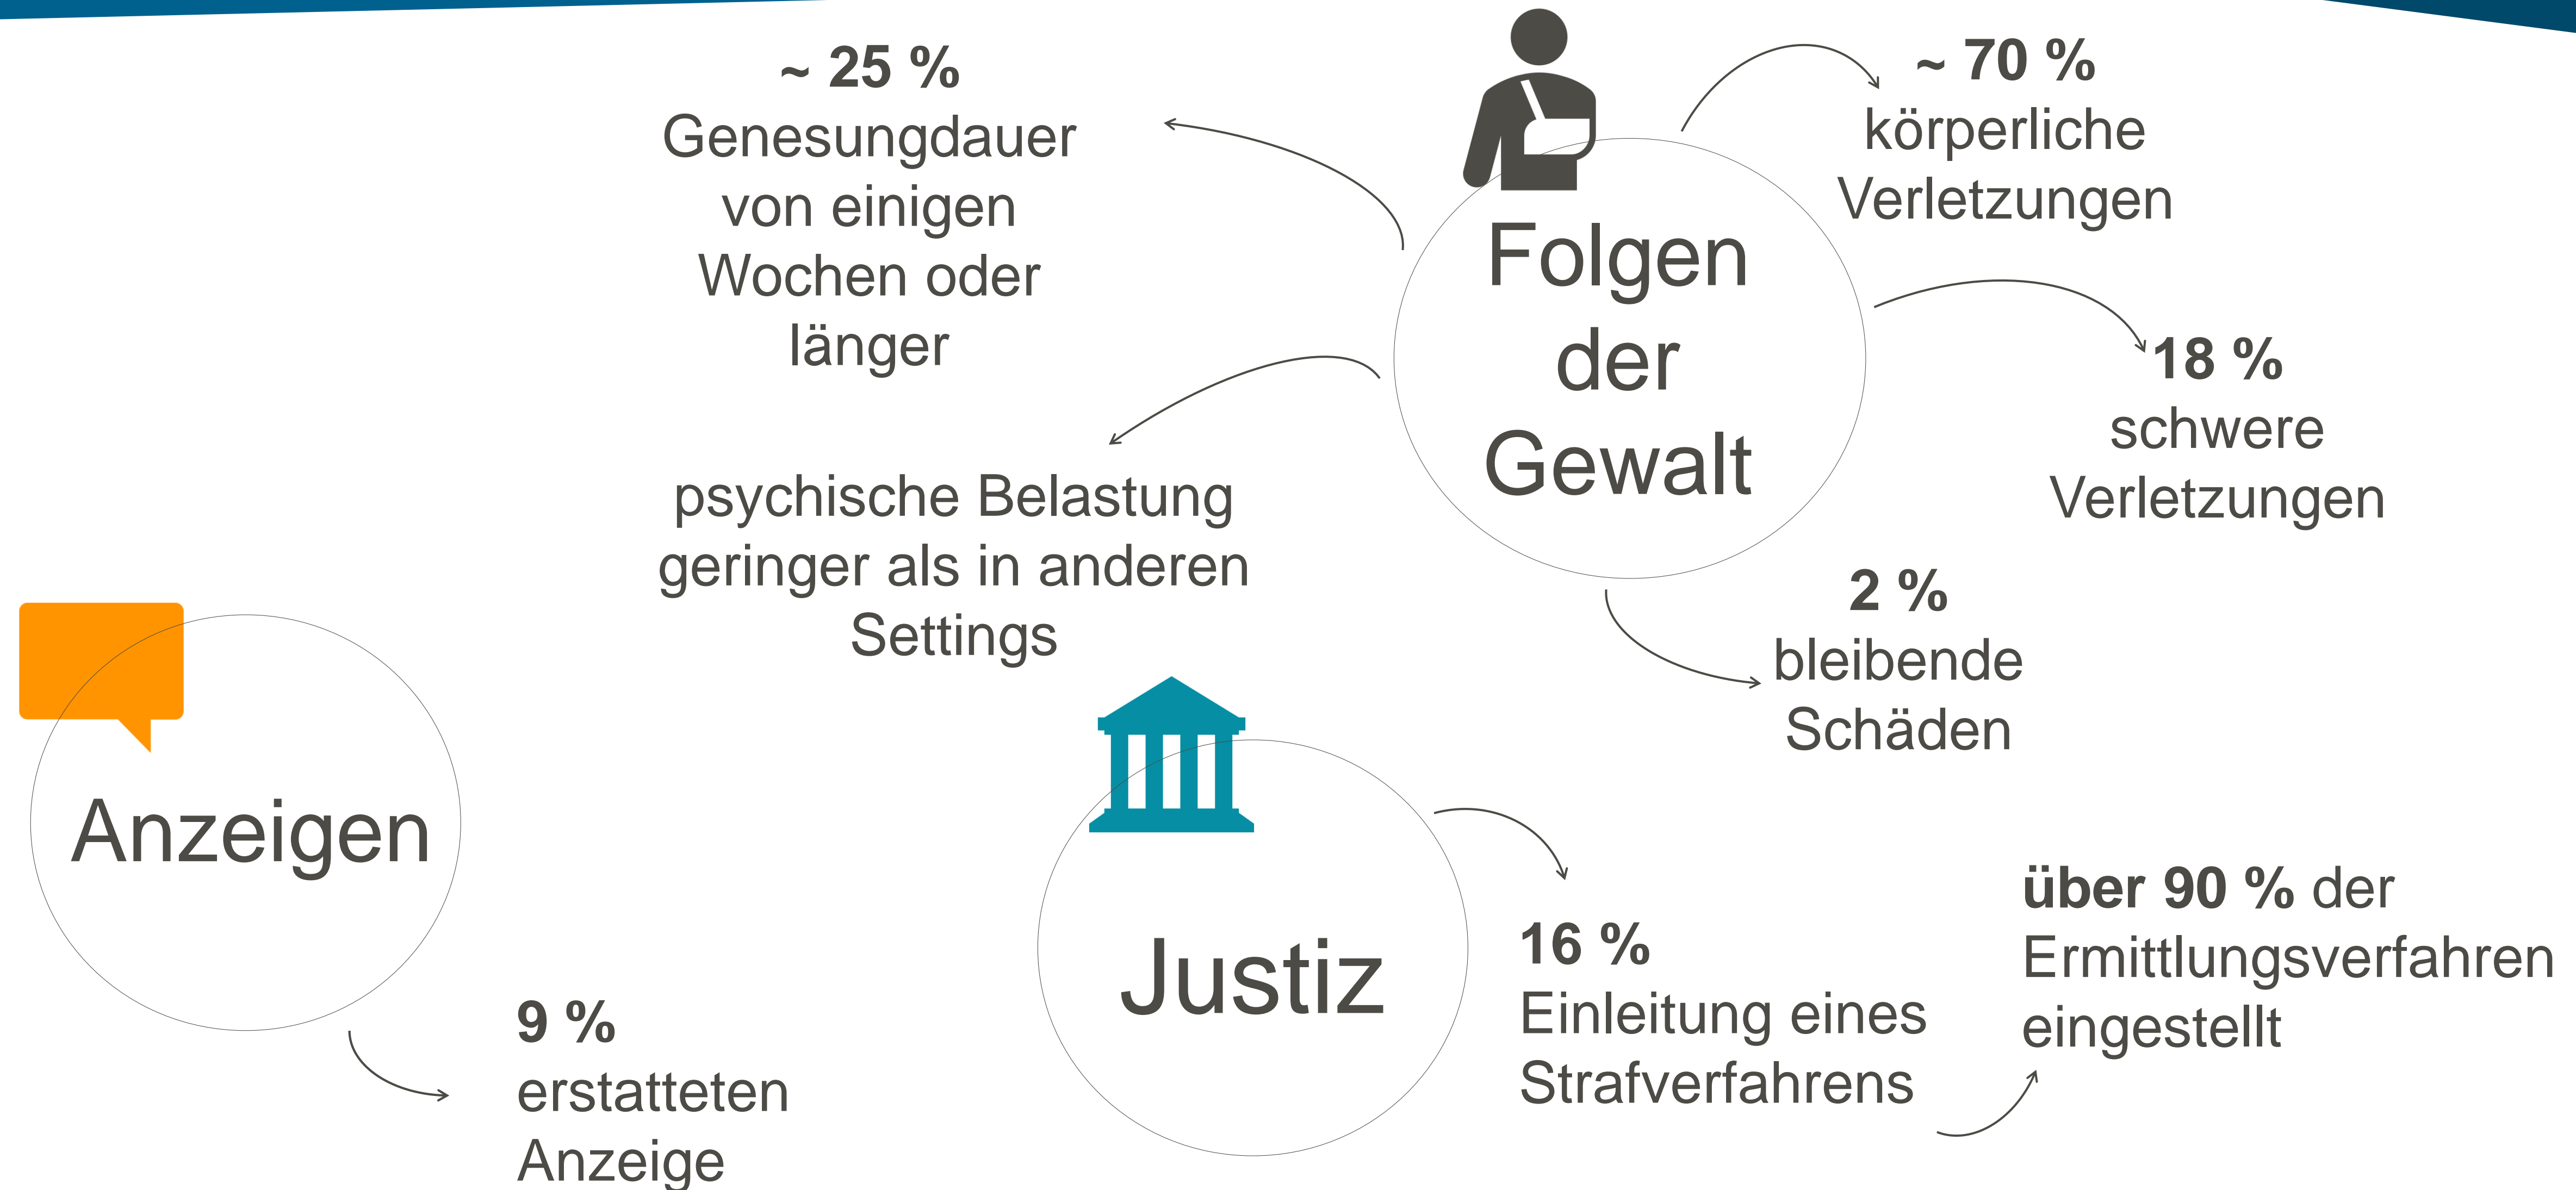 ~ 25 %
Genesungdauer
von einigen
Wochen oder
länger
psychische Belastung
geringer als in anderen
Settings
Folgen
der
Gewalt
~ 70 %
körperliche
Verletzungen
18 %
schwere
Verletzungen
2 %
bleibende
Schäden
Anzeigen
9 %
erstatteten
Anzeige
Justiz
16 %
Einleitung eines
Strafverfahrens
über 90 % der
Ermittlungsverfahren
eingestellt